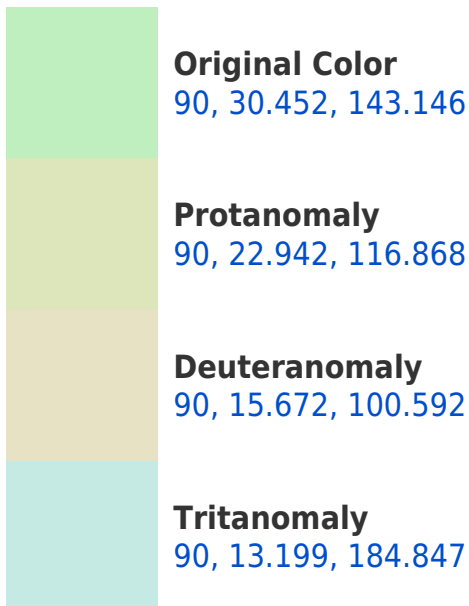 Original Color
90, 30.452, 143.146
Protanomaly
90, 22.942, 116.868
Deuteranomaly
90, 15.672, 100.592
Tritanomaly
90, 13.199, 184.847